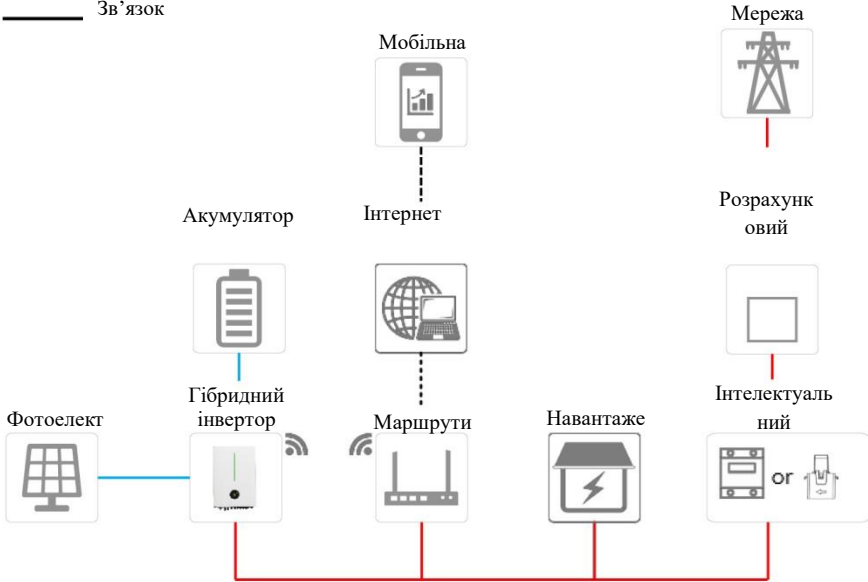 Зв’язок
Мережа
Мобільна
Розрахунк
овий
Акумулятор
Інтернет
Гібридний
інвертор
Інтелектуаль
ний
Фотоелект
Маршрути
Навантаже
or